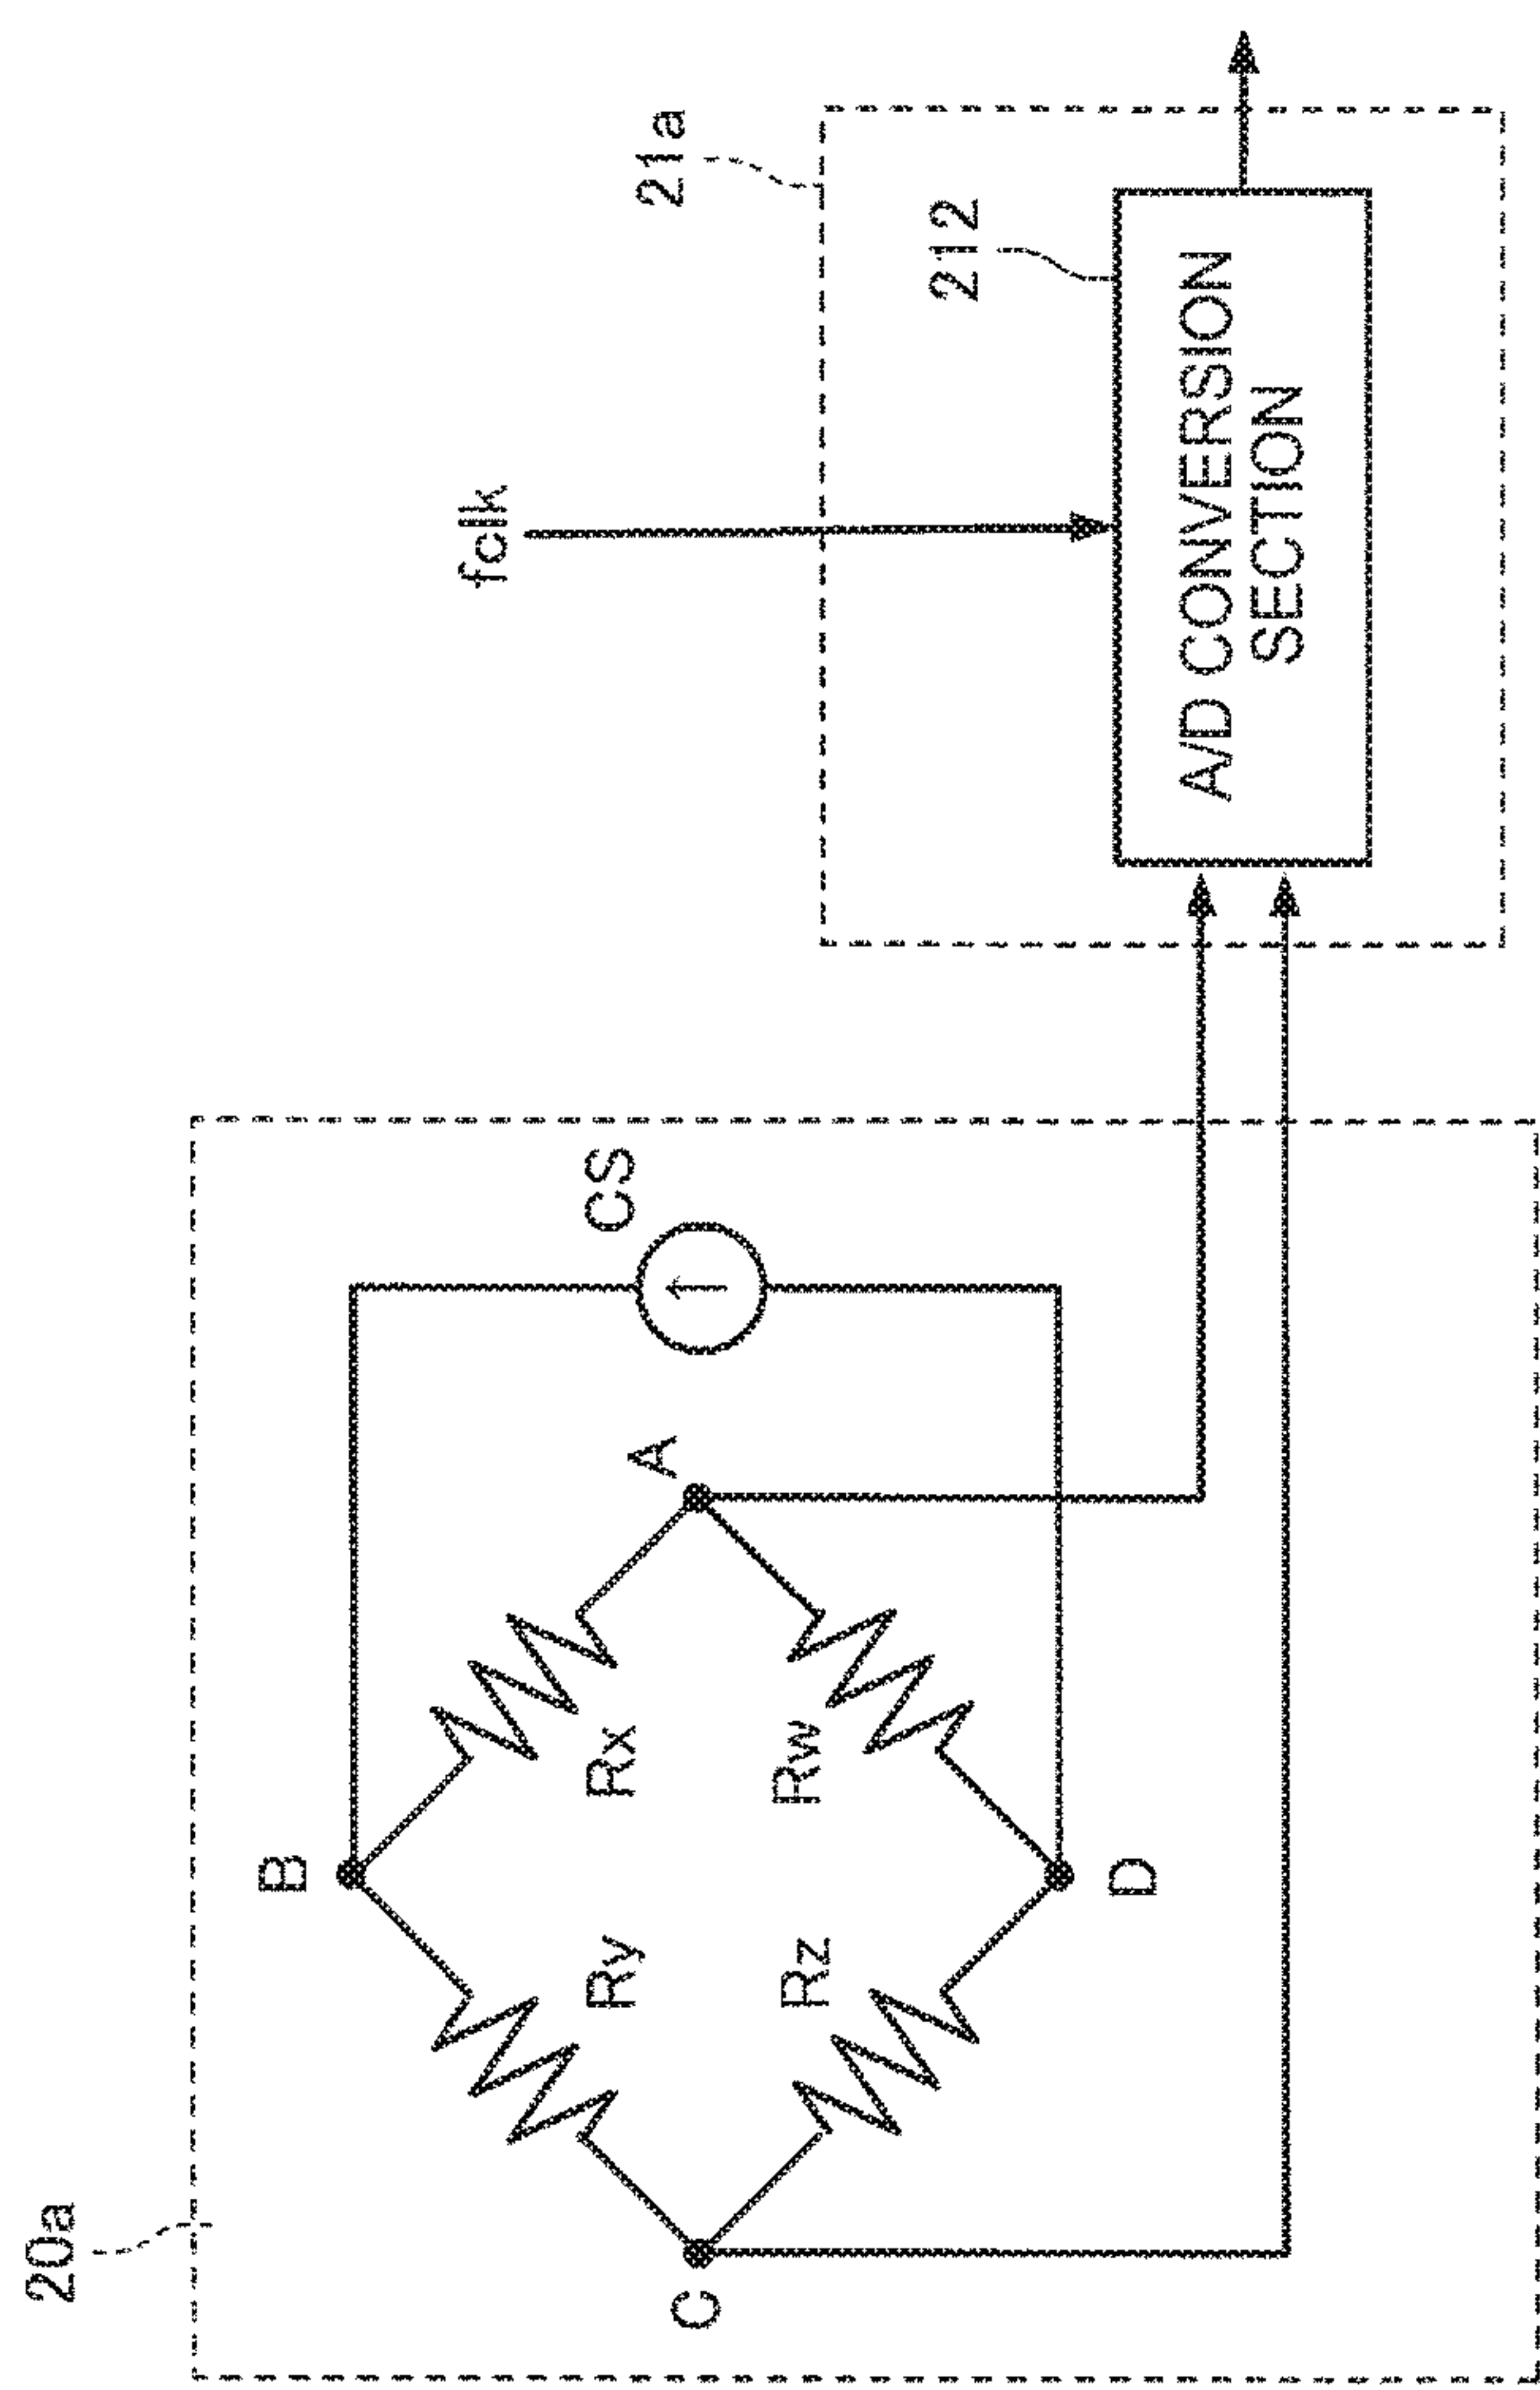 20a
B
Ry
Rx
C
A
CS
Rz
Rw
D
fclk
21a
212
A/D CONVERSION
SECTION